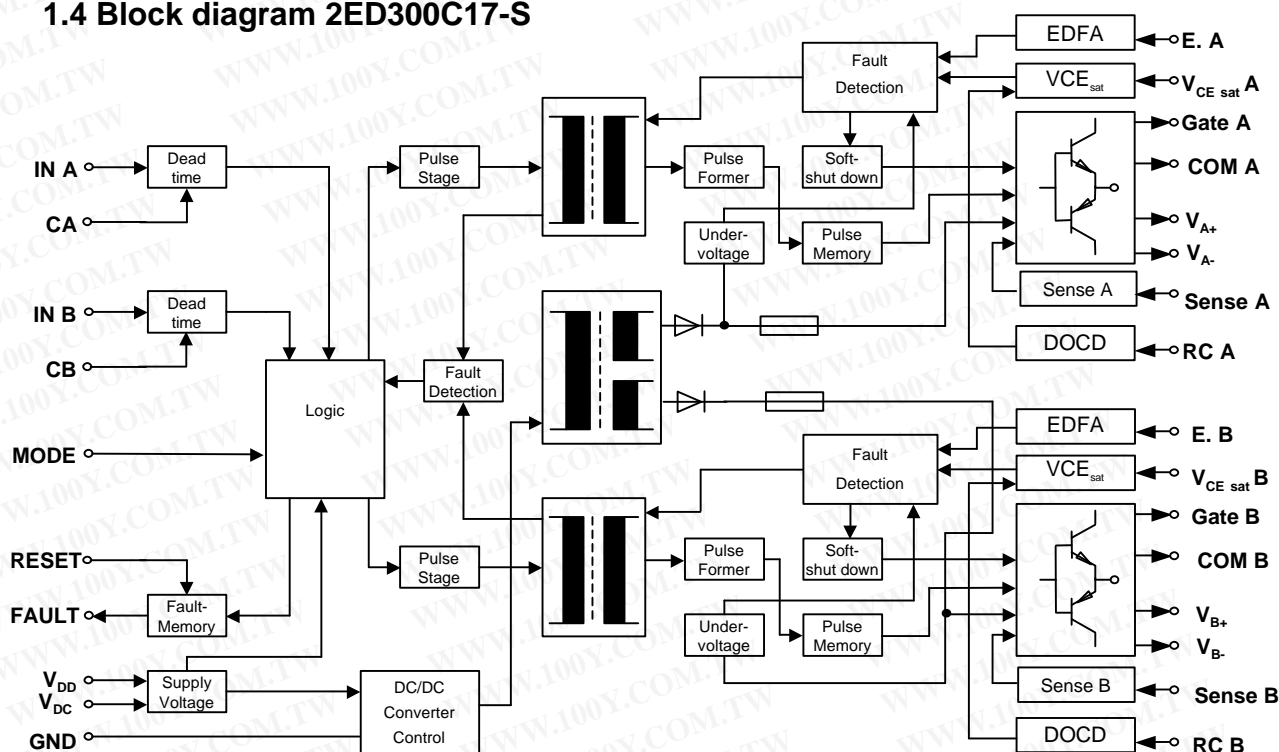 1.4 Block diagram 2ED300C17-S
EDFA
E. A
Fault
Detection
VCEsat
VCE sat A
Gate A
COM A
VA+
VA-
IN A
Dead
time
CA
Pulse
Stage
Pulse
Former
Soft-
shut down
Under-
voltage
Pulse
Memory
Sense A
Sense A
DOCD
RC A
IN B
Dead
time
CB
Logic
Fault
Detection
MODE
EDFA
E. B
Fault
Detection
VCEsat
VCE sat B
Gate B
COM B
VB+
VB-
Pulse
Stage
Pulse
Former
Soft-
shut down
Under-
voltage
Pulse
Memory
RESET
FAULT
Fault-
Memory
VDD
VDC
Supply
Voltage
GND
DC/DC
Converter
Control
Sense B
Sense B
DOCD
RC B
WWW.100Y.COM.TW